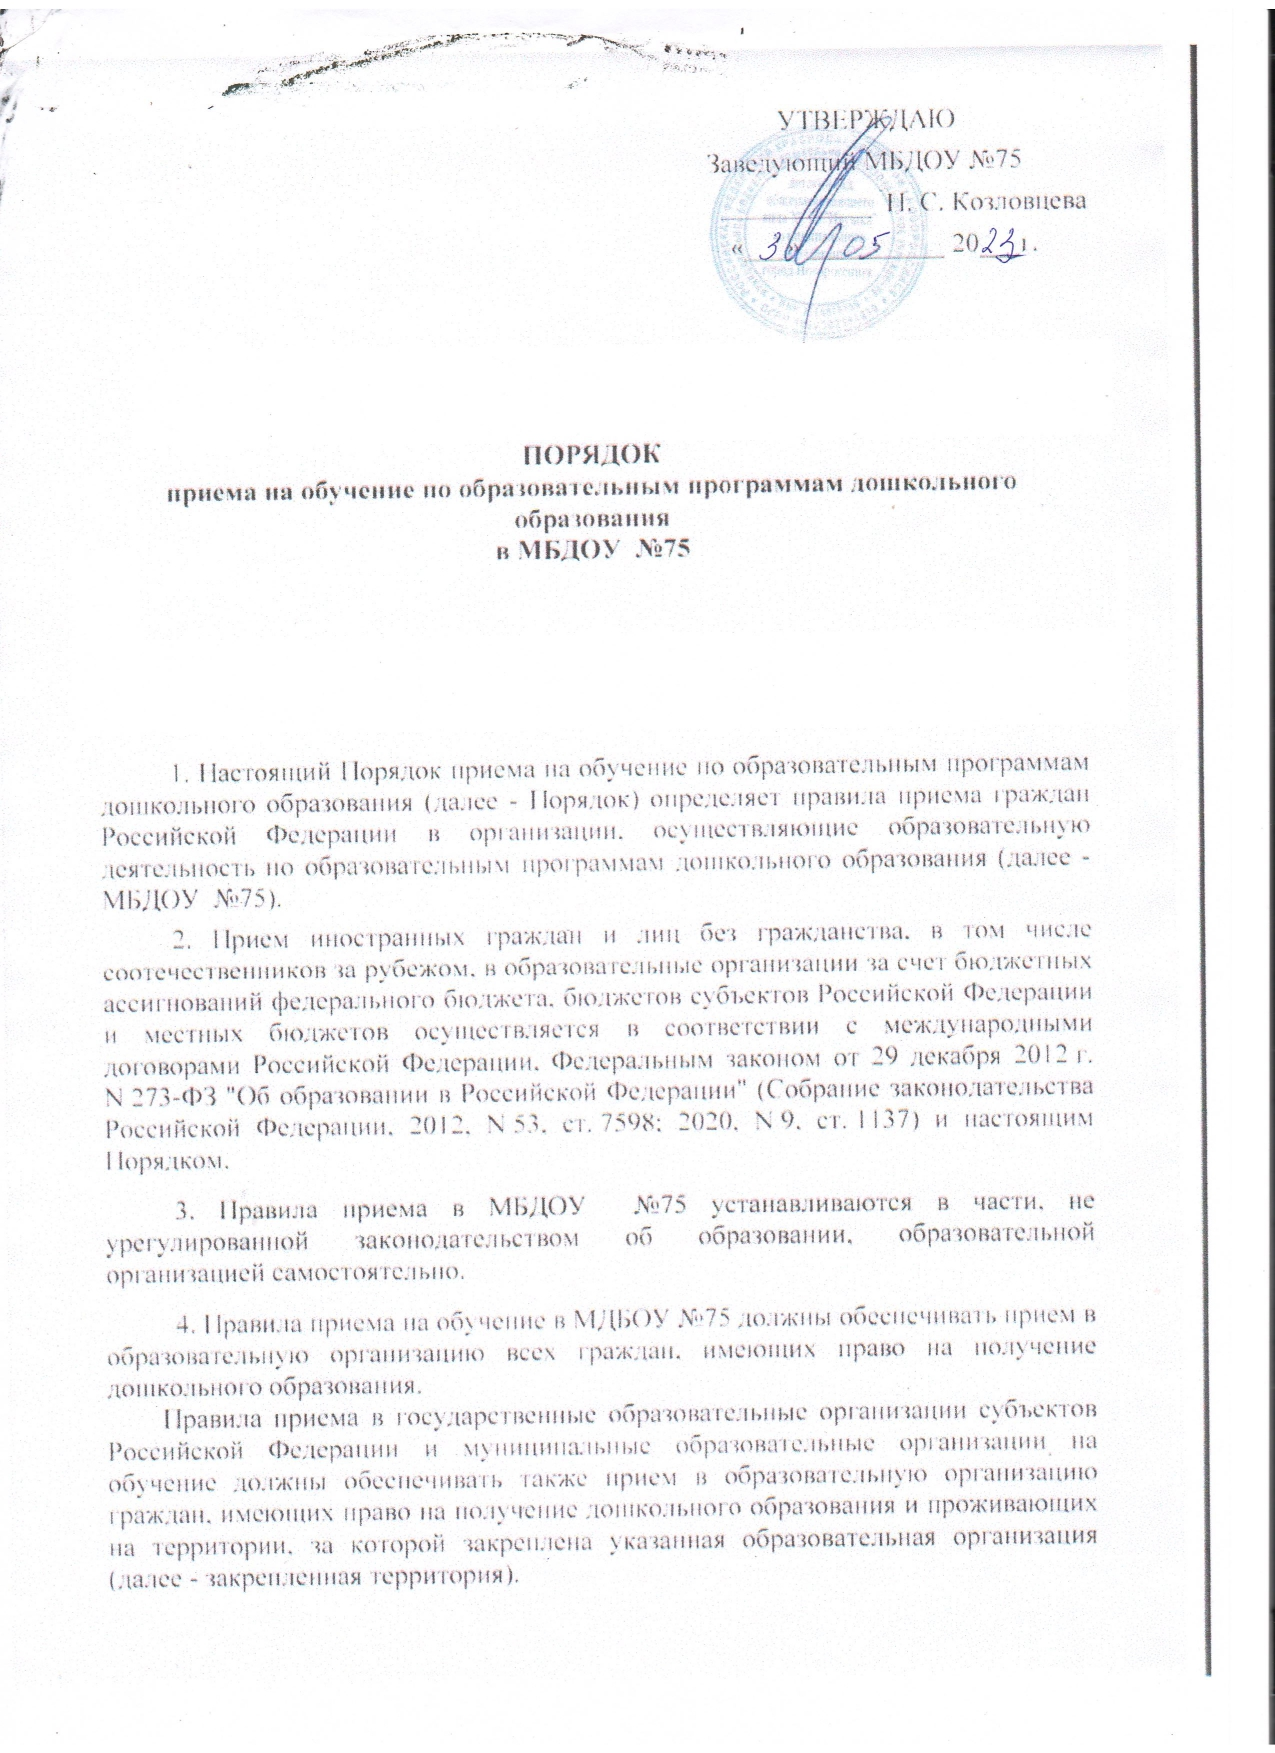 УТВЕРЖДАЮ
Заведующий МБДОУ №75
Н. С. Козловцева
« » 05 2023 г.
ПОРЯДОК
приема на обучение по образовательным программам дошкольного
образования
в МБДОУ №75
1. Настоящий Порядок приема на обучение по образовательным программам
дошкольного образования (далее - Порядок) определяет правила приема граждан
Российской Федерации в организации, осуществляющие образовательную
деятельность по образовательным программам дошкольного образования (далее -
МБДОУ №75).
2. Прием иностранных граждан и лиц без гражданства, в том числе
соотечественников за рубежом, в образовательные организации за счет бюджетных
ассигнований федерального бюджета, бюджетов субъектов Российской Федерации
и местных бюджетов осуществляется в соответствии с международными
договорами Российской Федерации, Федеральным законом от 29 декабря 2012 г.
N 273-ФЗ "Об образовании в Российской Федерации" (Собрание законодательства
Российской Федерации, 2012, N 53, ст. 7598; 2020, N 9, ст. 1137) и настоящим
Порядком.
3. Правила приема в МБДОУ №75 устанавливаются в части, не
урегулированной законодательством об образовании, образовательной
организацией самостоятельно.
4. Правила приема на обучение в МДБОУ №75 должны обеспечивать прием в
образовательную организацию всех граждан, имеющих право на получение
дошкольного образования.
Правила приема в государственные образовательные организации субъектов
Российской Федерации и муниципальные образовательные организации на
обучение должны обеспечивать также прием в образовательную организацию
граждан, имеющих право на получение дошкольного образования и проживающих
на территории, за которой закреплена указанная образовательная организация
(далее - закрепленная территория).